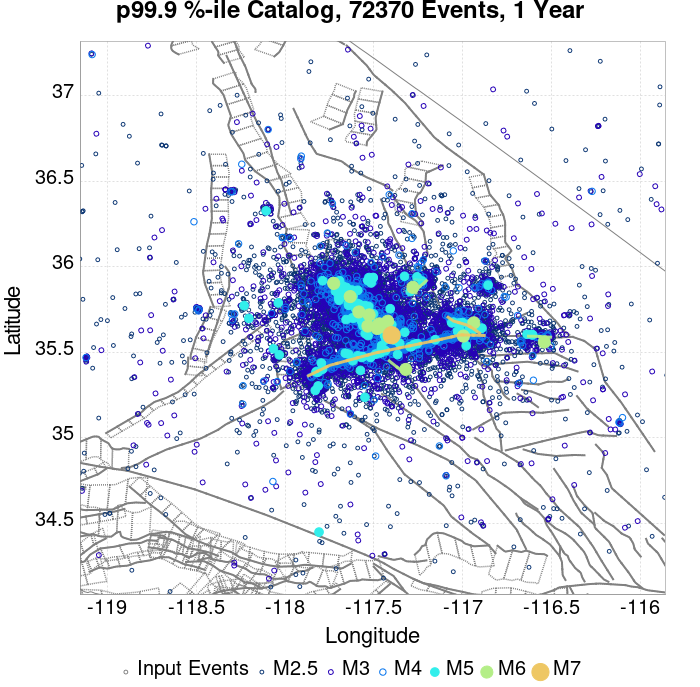 p99.9 %-ile Catalog, 72370 Events, 1 Year
37
36.5
36
35.5
35
34.5
Latitude
-119 -118.5 -118 -117.5 -117 -116.5 -116
Longitude
Input Events M2.5 M3 M4 M5 M6 M7